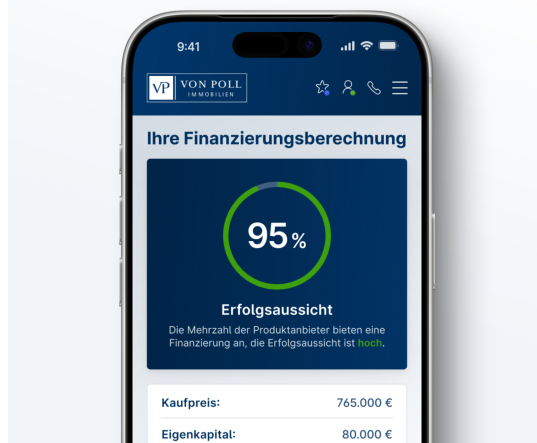 9:41
VP VON POLL
IMMOBILIEN
Ihre Finanzierungsberechnung
95 %
Erfolgsaussicht
Die Mehrzahl der Produktanbieter bieten eine
Finanzierung an, die Erfolgsaussicht ist hoch.
Kaufpreis: 765.000 €
Eigenkapital: 80.000 €